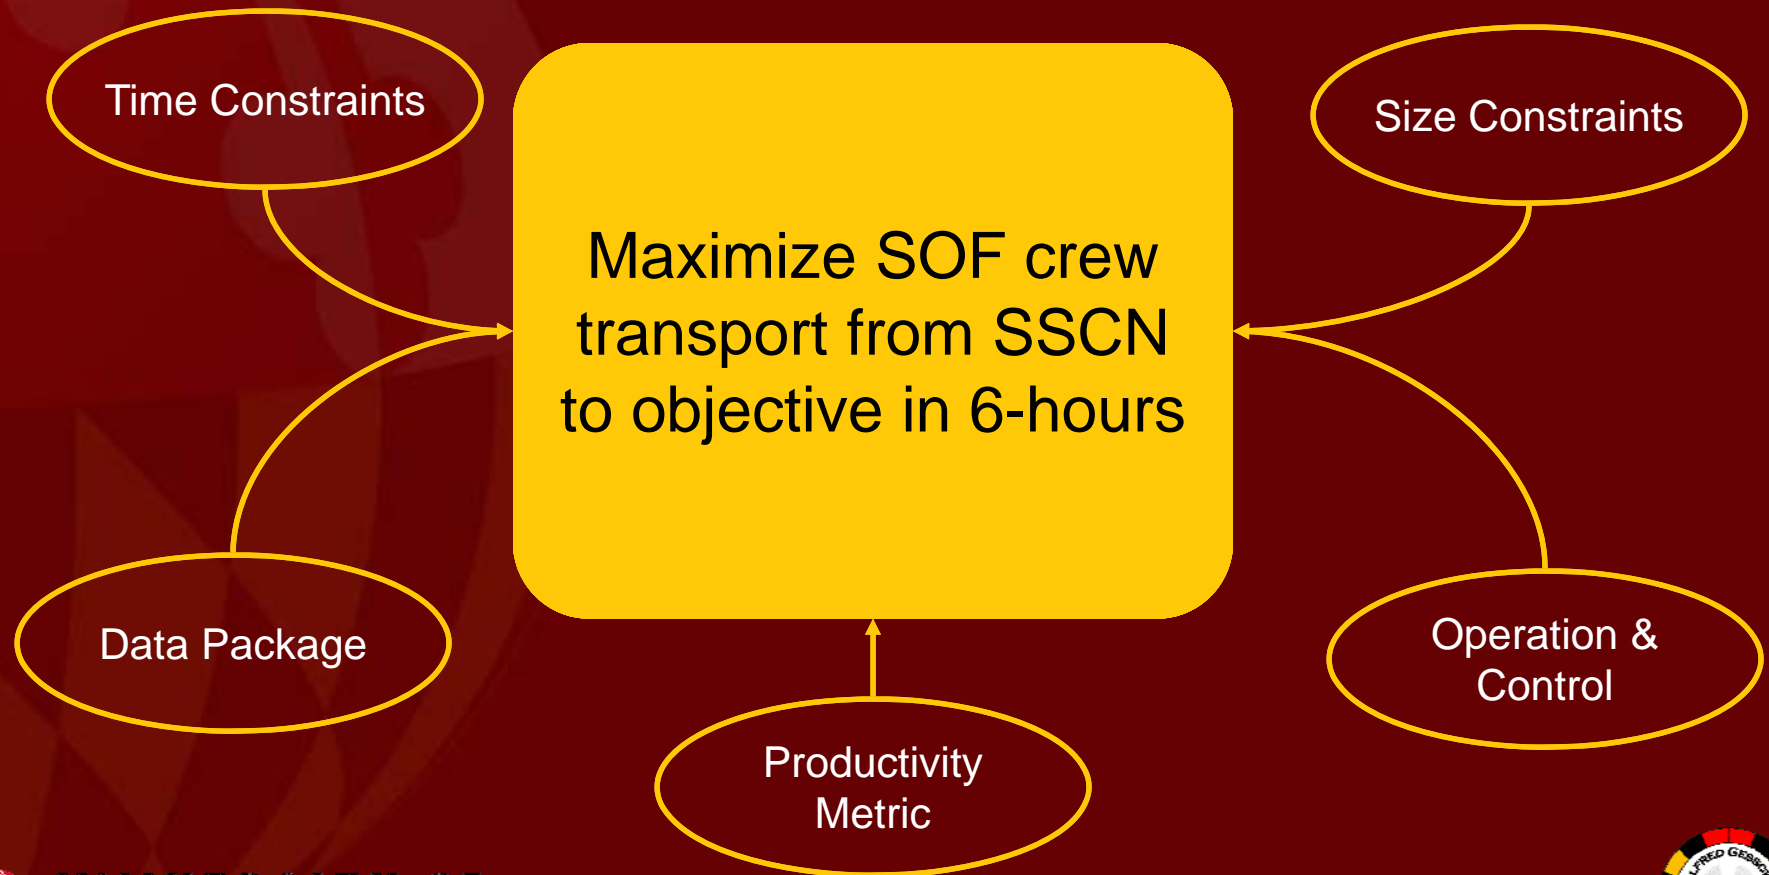 Time Constraints
Size Constraints
Maximize SOF crew
transport from SSCN
to objective in 6-hours
Data Package
Operation &
Control
Productivity
Metric